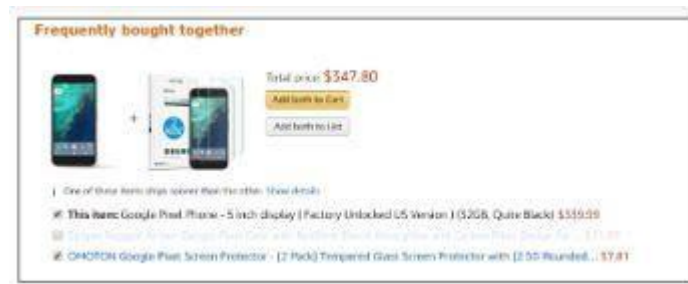 Frequently bought together
Total price: $347.80
Add both to Cart
Add both to List
One of these items ships sooner than the other. Show details
This item: Google Pixel Phone - 5 inch display ( Factory Unlocked US Version ) (32GB, Quite Black) $339.99
OMOTON Google Pixel Screen Protector - [2 Pack] Tempered Glass Screen Protector with [2.5D Rounded... $7.81